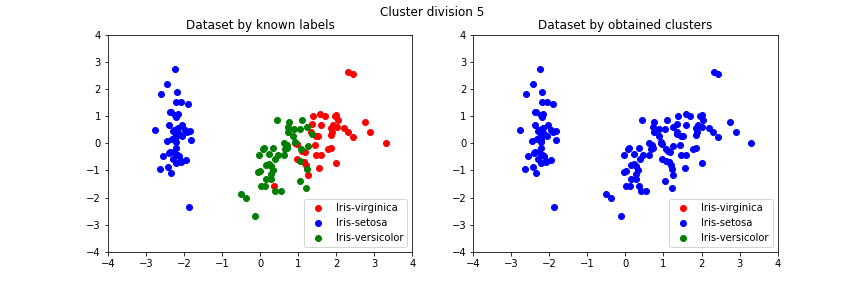 Cluster division 5
Dataset by known labels
4
3
2
1
0
−1
−2
−3
−4
−4 −3 −2 −1 0 1 2 3 4
Iris-virginica
Iris-setosa
Iris-versicolor
Dataset by obtained clusters
4
3
2
1
0
−1
−2
−3
−4
−4 −3 −2 −1 0 1 2 3 4
Iris-virginica
Iris-setosa
Iris-versicolor